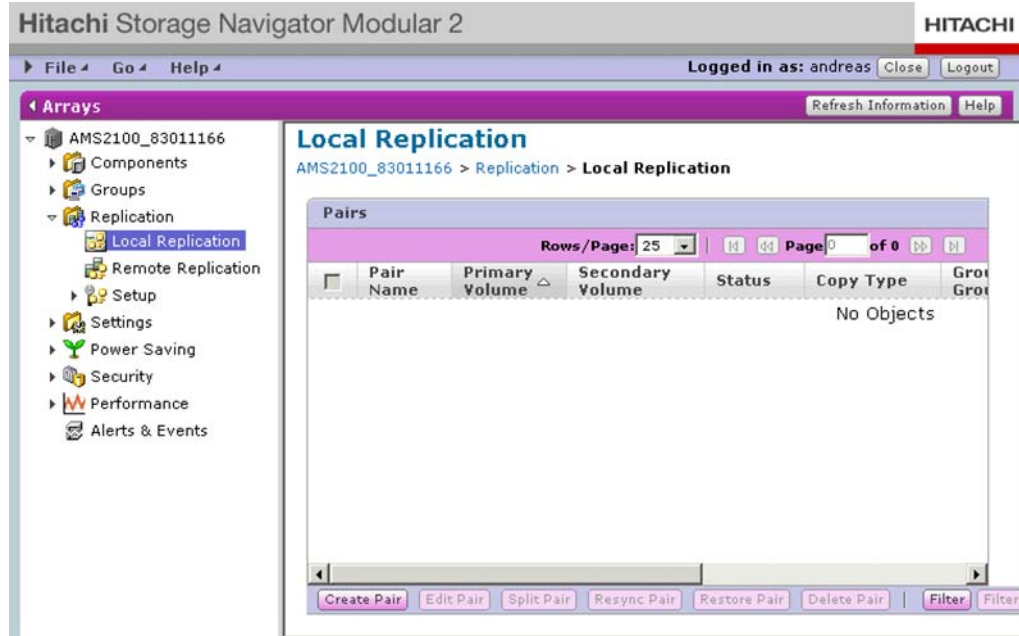 Hitachi Storage Navigator Modular 2
HITACHI
File Go Help
Logged in as: andreas Close Logout
Arrays
Refresh Information Help
AMS2100_83011166
Components
Groups
Replication
Local Replication
Remote Replication
Setup
Settings
Power Saving
Security
Performance
Alerts & Events
Local Replication
AMS2100_83011166 > Replication > Local Replication
Pairs
Rows/Page: 25 Page 0 of 0
Pair Name Primary Volume Secondary Volume Status Copy Type
No Objects
Create Pair Edit Pair Split Pair Resync Pair Restore Pair Delete Pair | Filter Filter